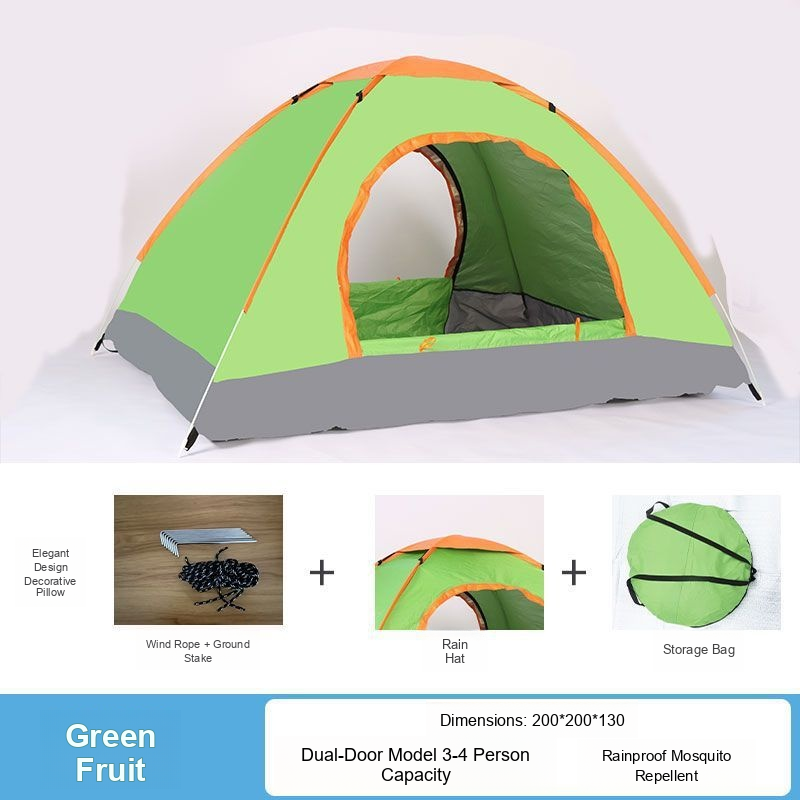 Elegant
Design
Decorative
Pillow
Wind Rope + Ground
Stake
Rain
Hat
Storage Bag
Green
Fruit
Dimensions: 200*200*130
Dual-Door Model 3-4 Person
Capacity
Rainproof Mosquito
Repellent